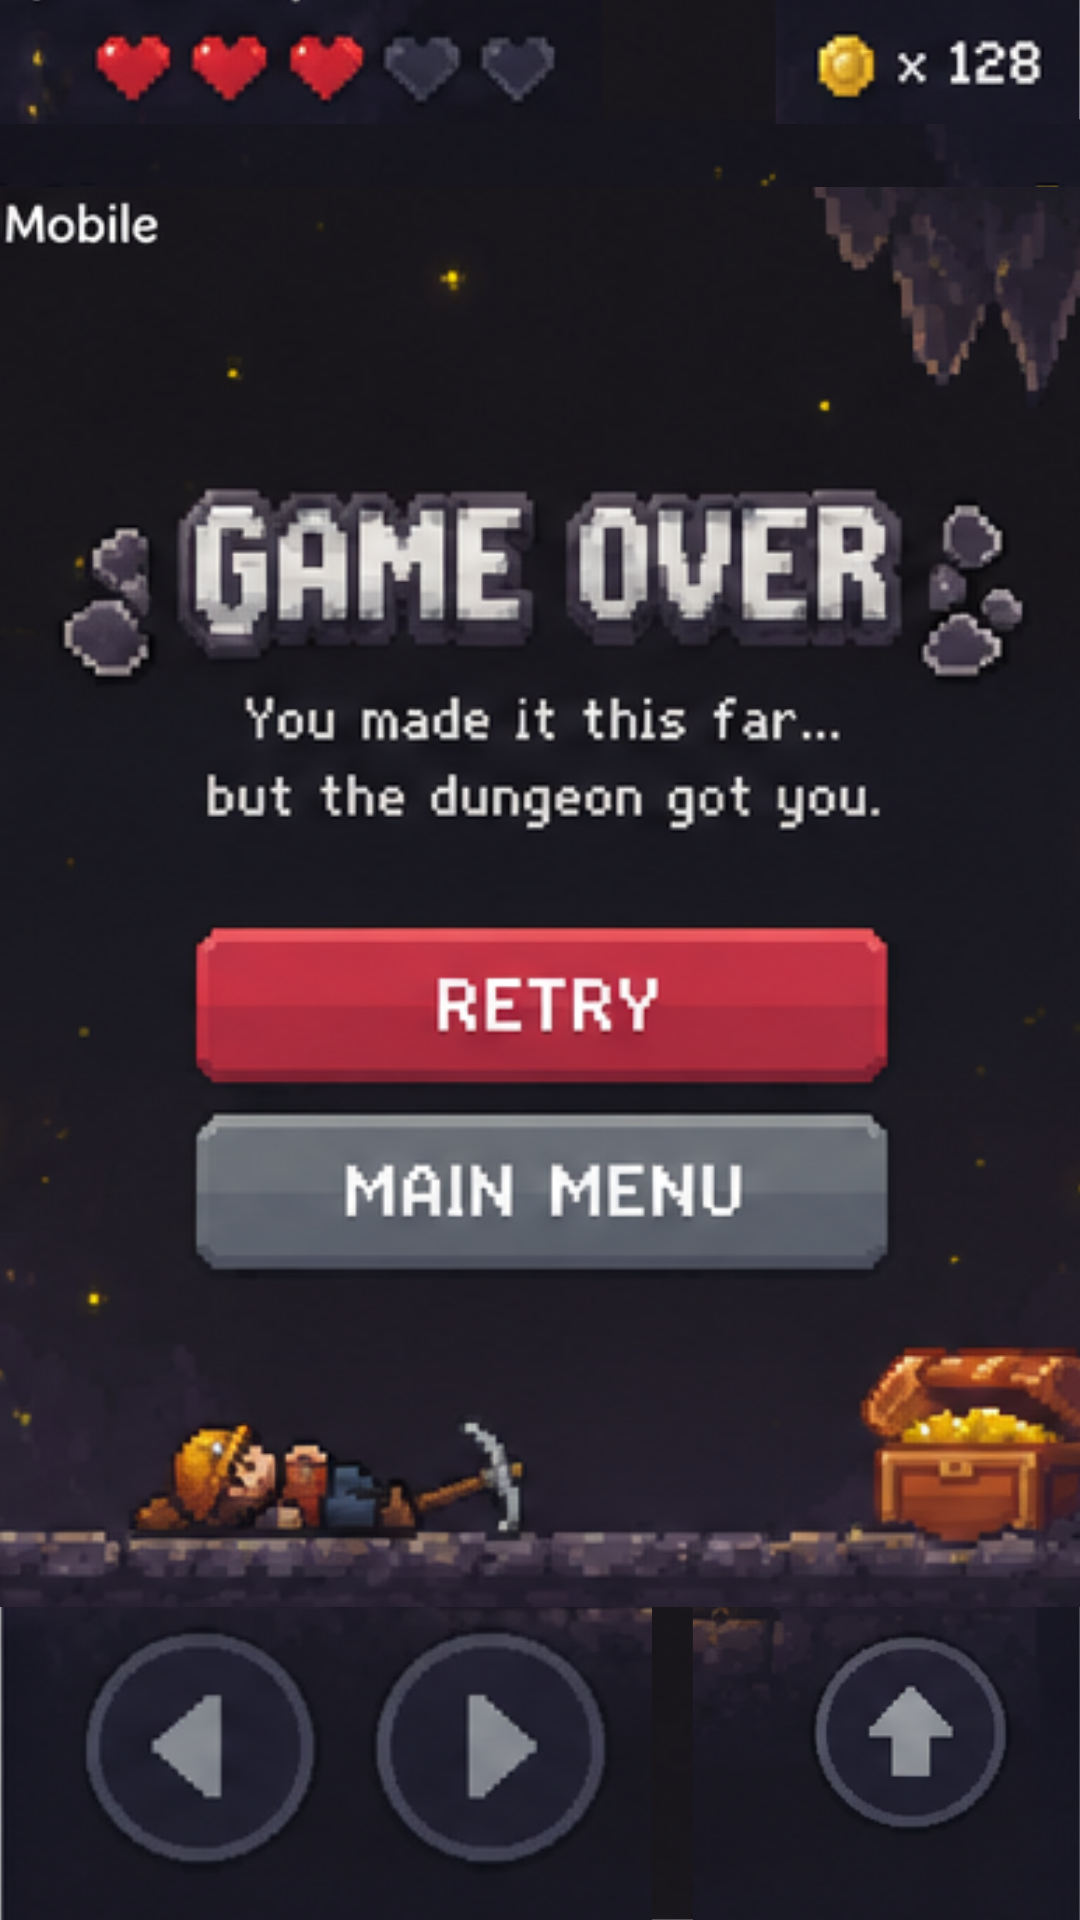 x 128
Mobile
GAME OVER
You made it this far...
but the dungeon got you.
RETRY
MAIN MENU